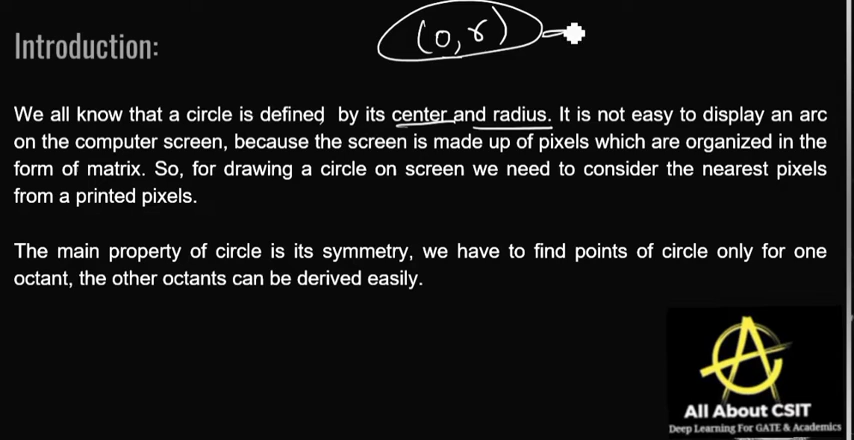 (0, r)
Introduction:
We all know that a circle is defined by its center and radius. It is not easy to display an arc
on the computer screen, because the screen is made up of pixels which are organized in the
form of matrix. So, for drawing a circle on screen we need to consider the nearest pixels
from a printed pixels.
The main property of circle is its symmetry, we have to find points of circle only for one
octant, the other octants can be derived easily.
All About CSIT
Deep Learning For GATE & Academics